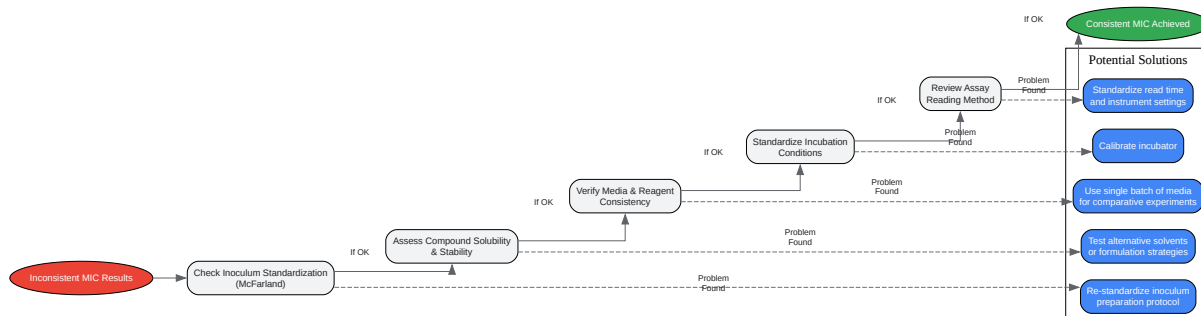 If OK
Consistent MIC Achieved
Potential Solutions
Review Assay
Reading Method
Problem
Found
Standardize read time
and instrument settings
If OK
Standardize Incubation
Conditions
Problem
Found
Calibrate incubator
If OK
Verify Media & Reagent
Consistency
Problem
Found
Use single batch of media
for comparative experiments
If OK
Assess Compound Solubility
& Stability
Problem
Found
Test alternative solvents
or formulation strategies
If OK
Inconsistent MIC Results
Check Inoculum Standardization
(McFarland)
Problem
Found
Re-standardize inoculum
preparation protocol